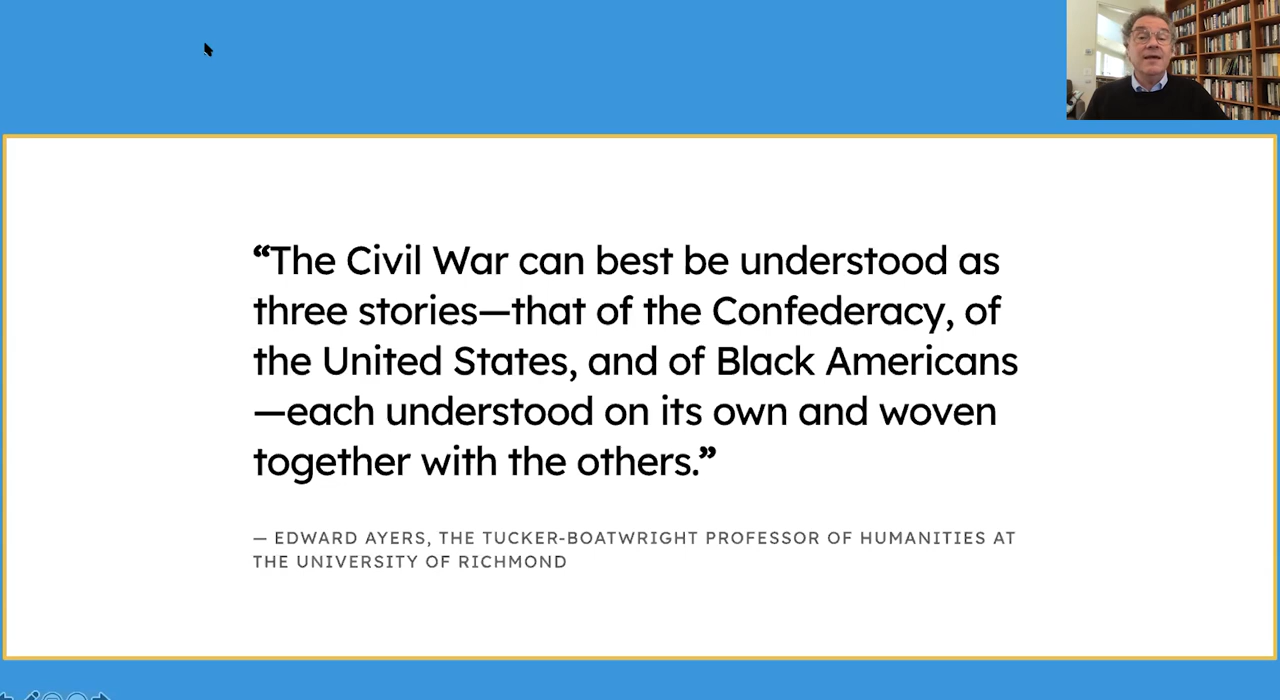 “The Civil War can best be understood as
three stories—that of the Confederacy, of
the United States, and of Black Americans
—each understood on its own and woven
together with the others.”
— EDWARD AYERS, THE TUCKER-BOATWRIGHT PROFESSOR OF HUMANITIES AT
THE UNIVERSITY OF RICHMOND